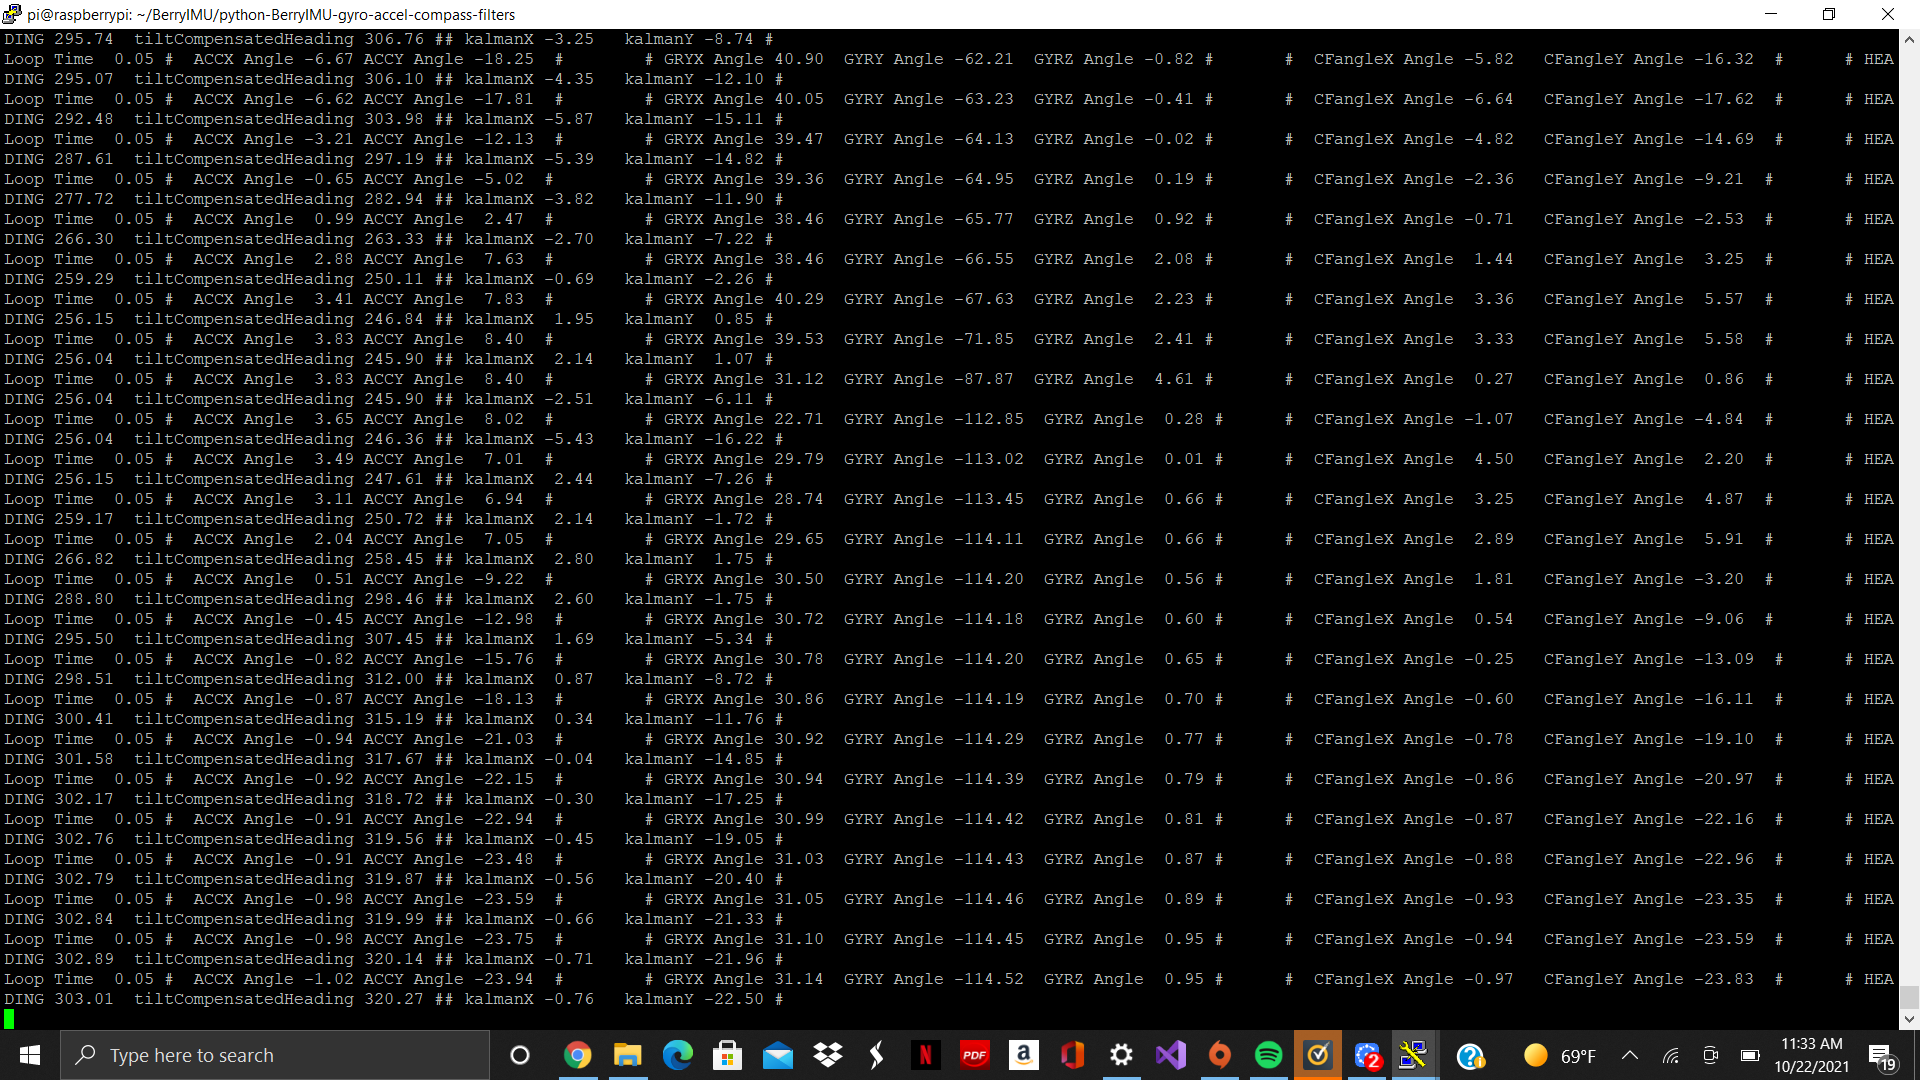 pi@raspberrypi: ~/BerryIMU/python-BerryIMU-gyro-accel-compass-filters
DING 295.74  tiltCompensatedHeading 306.76 ## kalmanX -3.25   kalmanY -8.74 #
Loop Time  0.05 #  ACCX Angle -6.67 ACCY Angle -18.25  #        # GRYX Angle 40.90  GYRY Angle -62.21  GYRZ Angle -0.82 #       #  CFangleX Angle -5.82   CFangleY Angle -16.32  #      # HEA
DING 295.07  tiltCompensatedHeading 306.10 ## kalmanX -4.35   kalmanY -12.10 #
Loop Time  0.05 #  ACCX Angle -6.62 ACCY Angle -17.81  #        # GRYX Angle 40.05  GYRY Angle -63.23  GYRZ Angle -0.41 #       #  CFangleX Angle -6.64   CFangleY Angle -17.62  #      # HEA
DING 292.48  tiltCompensatedHeading 303.98 ## kalmanX -5.87   kalmanY -15.11 #
Loop Time  0.05 #  ACCX Angle -3.21 ACCY Angle -12.13  #        # GRYX Angle 39.47  GYRY Angle -64.13  GYRZ Angle -0.02 #       #  CFangleX Angle -4.82   CFangleY Angle -14.69  #      # HEA
DING 287.61  tiltCompensatedHeading 297.19 ## kalmanX -5.39   kalmanY -14.82 #
Loop Time  0.05 #  ACCX Angle -0.65 ACCY Angle -5.02  #         # GRYX Angle 39.36  GYRY Angle -64.95  GYRZ Angle  0.19 #       #  CFangleX Angle -2.36   CFangleY Angle -9.21  #       # HEA
DING 277.72  tiltCompensatedHeading 282.94 ## kalmanX -3.82   kalmanY -11.90 #
Loop Time  0.05 #  ACCX Angle  0.99 ACCY Angle  2.47  #         # GRYX Angle 38.46  GYRY Angle -65.77  GYRZ Angle  0.92 #       #  CFangleX Angle -0.71   CFangleY Angle -2.53  #       # HEA
DING 266.30  tiltCompensatedHeading 263.33 ## kalmanX -2.70   kalmanY -7.22 #
Loop Time  0.05 #  ACCX Angle  2.88 ACCY Angle  7.63  #         # GRYX Angle 38.46  GYRY Angle -66.55  GYRZ Angle  2.08 #       #  CFangleX Angle  1.44   CFangleY Angle  3.25  #       # HEA
DING 259.29  tiltCompensatedHeading 250.11 ## kalmanX -0.69   kalmanY -2.26 #
Loop Time  0.05 #  ACCX Angle  3.41 ACCY Angle  7.83  #         # GRYX Angle 40.29  GYRY Angle -67.63  GYRZ Angle  2.23 #       #  CFangleX Angle  3.36   CFangleY Angle  5.57  #       # HEA
DING 256.15  tiltCompensatedHeading 246.84 ## kalmanX  1.95   kalmanY  0.85 #
Loop Time  0.05 #  ACCX Angle  3.83 ACCY Angle  8.40  #         # GRYX Angle 39.53  GYRY Angle -71.85  GYRZ Angle  2.41 #       #  CFangleX Angle  3.33   CFangleY Angle  5.58  #       # HEA
DING 256.04  tiltCompensatedHeading 245.90 ## kalmanX  2.14   kalmanY  1.07 #
Loop Time  0.05 #  ACCX Angle  3.83 ACCY Angle  8.40  #         # GRYX Angle 31.12  GYRY Angle -87.87  GYRZ Angle  4.61 #       #  CFangleX Angle  0.27   CFangleY Angle  0.86  #       # HEA
DING 256.04  tiltCompensatedHeading 245.90 ## kalmanX -2.51   kalmanY -6.11 #
Loop Time  0.05 #  ACCX Angle  3.65 ACCY Angle  8.02  #         # GRYX Angle 22.71  GYRY Angle -112.85  GYRZ Angle  0.28 #      #  CFangleX Angle -1.07   CFangleY Angle -4.84  #       # HEA
DING 256.04  tiltCompensatedHeading 246.36 ## kalmanX -5.43   kalmanY -16.22 #
Loop Time  0.05 #  ACCX Angle  3.49 ACCY Angle  7.01  #         # GRYX Angle 29.79  GYRY Angle -113.02  GYRZ Angle  0.01 #      #  CFangleX Angle  4.50   CFangleY Angle  2.20  #       # HEA
DING 256.15  tiltCompensatedHeading 247.61 ## kalmanX  2.44   kalmanY -7.26 #
Loop Time  0.05 #  ACCX Angle  3.11 ACCY Angle  6.94  #         # GRYX Angle 28.74  GYRY Angle -113.45  GYRZ Angle  0.66 #      #  CFangleX Angle  3.25   CFangleY Angle  4.87  #       # HEA
DING 259.17  tiltCompensatedHeading 250.72 ## kalmanX  2.14   kalmanY -1.72 #
Loop Time  0.05 #  ACCX Angle  2.04 ACCY Angle  7.05  #         # GRYX Angle 29.65  GYRY Angle -114.11  GYRZ Angle  0.66 #      #  CFangleX Angle  2.89   CFangleY Angle  5.91  #       # HEA
DING 266.82  tiltCompensatedHeading 258.45 ## kalmanX  2.80   kalmanY  1.75 #
Loop Time  0.05 #  ACCX Angle  0.51 ACCY Angle -9.22  #         # GRYX Angle 30.50  GYRY Angle -114.20  GYRZ Angle  0.56 #      #  CFangleX Angle  1.81   CFangleY Angle -3.20  #       # HEA
DING 288.80  tiltCompensatedHeading 298.46 ## kalmanX  2.60   kalmanY -1.75 #
Loop Time  0.05 #  ACCX Angle -0.45 ACCY Angle -12.98  #        # GRYX Angle 30.72  GYRY Angle -114.18  GYRZ Angle  0.60 #      #  CFangleX Angle  0.54   CFangleY Angle -9.06  #       # HEA
DING 295.50  tiltCompensatedHeading 307.45 ## kalmanX  1.69   kalmanY -5.34 #
Loop Time  0.05 #  ACCX Angle -0.82 ACCY Angle -15.76  #        # GRYX Angle 30.78  GYRY Angle -114.20  GYRZ Angle  0.65 #      #  CFangleX Angle -0.25   CFangleY Angle -13.09  #      # HEA
DING 298.51  tiltCompensatedHeading 312.00 ## kalmanX  0.87   kalmanY -8.72 #
Loop Time  0.05 #  ACCX Angle -0.87 ACCY Angle -18.13  #        # GRYX Angle 30.86  GYRY Angle -114.19  GYRZ Angle  0.70 #      #  CFangleX Angle -0.60   CFangleY Angle -16.11  #      # HEA
DING 300.41  tiltCompensatedHeading 315.19 ## kalmanX  0.34   kalmanY -11.76 #
Loop Time  0.05 #  ACCX Angle -0.94 ACCY Angle -21.03  #        # GRYX Angle 30.92  GYRY Angle -114.29  GYRZ Angle  0.77 #      #  CFangleX Angle -0.78   CFangleY Angle -19.10  #      # HEA
DING 301.58  tiltCompensatedHeading 317.67 ## kalmanX -0.04   kalmanY -14.85 #
Loop Time  0.05 #  ACCX Angle -0.92 ACCY Angle -22.15  #        # GRYX Angle 30.94  GYRY Angle -114.39  GYRZ Angle  0.79 #      #  CFangleX Angle -0.86   CFangleY Angle -20.97  #      # HEA
DING 302.17  tiltCompensatedHeading 318.72 ## kalmanX -0.30   kalmanY -17.25 #
Loop Time  0.05 #  ACCX Angle -0.91 ACCY Angle -22.94  #        # GRYX Angle 30.99  GYRY Angle -114.42  GYRZ Angle  0.81 #      #  CFangleX Angle -0.87   CFangleY Angle -22.16  #      # HEA
DING 302.76  tiltCompensatedHeading 319.56 ## kalmanX -0.45   kalmanY -19.05 #
Loop Time  0.05 #  ACCX Angle -0.91 ACCY Angle -23.48  #        # GRYX Angle 31.03  GYRY Angle -114.43  GYRZ Angle  0.87 #      #  CFangleX Angle -0.88   CFangleY Angle -22.96  #      # HEA
DING 302.79  tiltCompensatedHeading 319.87 ## kalmanX -0.56   kalmanY -20.40 #
Loop Time  0.05 #  ACCX Angle -0.98 ACCY Angle -23.59  #        # GRYX Angle 31.05  GYRY Angle -114.46  GYRZ Angle  0.89 #      #  CFangleX Angle -0.93   CFangleY Angle -23.35  #      # HEA
DING 302.84  tiltCompensatedHeading 319.99 ## kalmanX -0.66   kalmanY -21.33 #
Loop Time  0.05 #  ACCX Angle -0.98 ACCY Angle -23.75  #        # GRYX Angle 31.10  GYRY Angle -114.45  GYRZ Angle  0.95 #      #  CFangleX Angle -0.94   CFangleY Angle -23.59  #      # HEA
DING 302.89  tiltCompensatedHeading 320.14 ## kalmanX -0.71   kalmanY -21.96 #
Loop Time  0.05 #  ACCX Angle -1.02 ACCY Angle -23.94  #        # GRYX Angle 31.14  GYRY Angle -114.52  GYRZ Angle  0.95 #      #  CFangleX Angle -0.97   CFangleY Angle -23.83  #      # HEA
DING 303.01  tiltCompensatedHeading 320.27 ## kalmanX -0.76   kalmanY -22.50 #
Type here to search
N
PDF
a
2
69°F
11:33 AM
10/22/2021
19